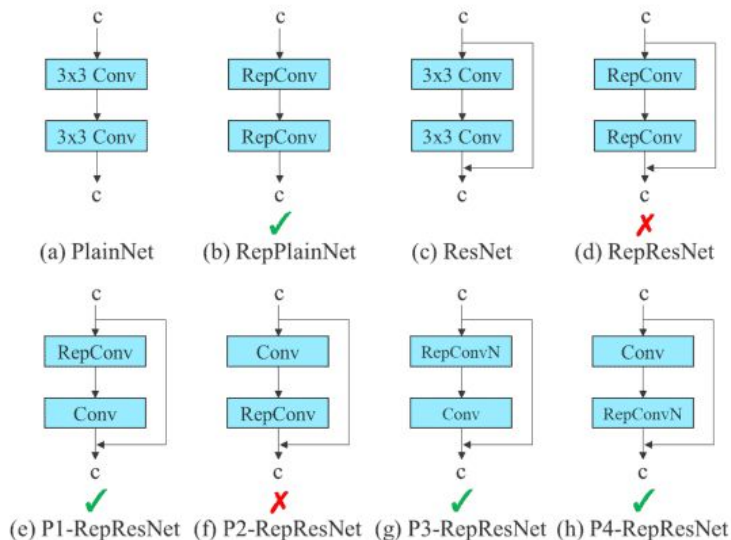 c c c c
3x3 Conv RepConv 3x3 Conv RepConv
3x3 Conv RepConv 3x3 Conv RepConv
c c c c
(a) PlainNet (b) RepPlainNet (c) ResNet (d) RepResNet
c c c c
RepConv Conv RepConvN Conv
Conv RepConv Conv RepConvN
c c c c
(e) P1-RepResNet (f) P2-RepResNet (g) P3-RepResNet (h) P4-RepResNet